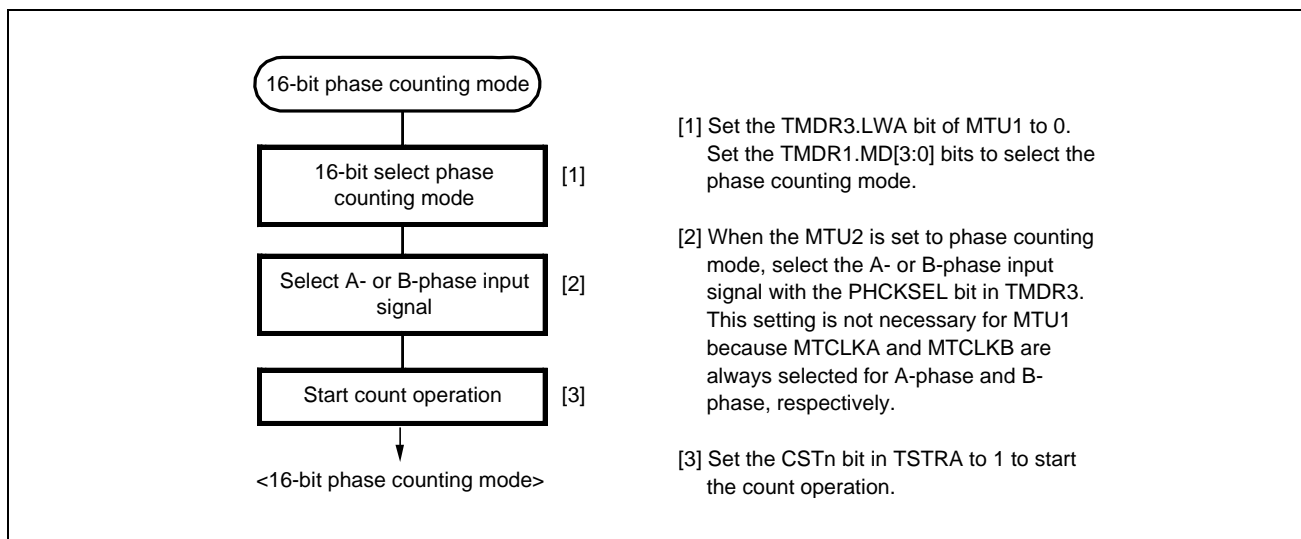 16-bit phase counting mode
16-bit select phase
counting mode
[1]
Select A- or B-phase input
signal
[2]
Start count operation
[3]
<16-bit phase counting mode>
[1] Set the TMDR3.LWA bit of MTU1 to 0.
Set the TMDR1.MD[3:0] bits to select the
phase counting mode.
[2] When the MTU2 is set to phase counting
mode, select the A- or B-phase input
signal with the PHCKSEL bit in TMDR3.
This setting is not necessary for MTU1
because MTCLKA and MTCLKB are
always selected for A-phase and B-
phase, respectively.
[3] Set the CSTn bit in TSTRA to 1 to start
the count operation.